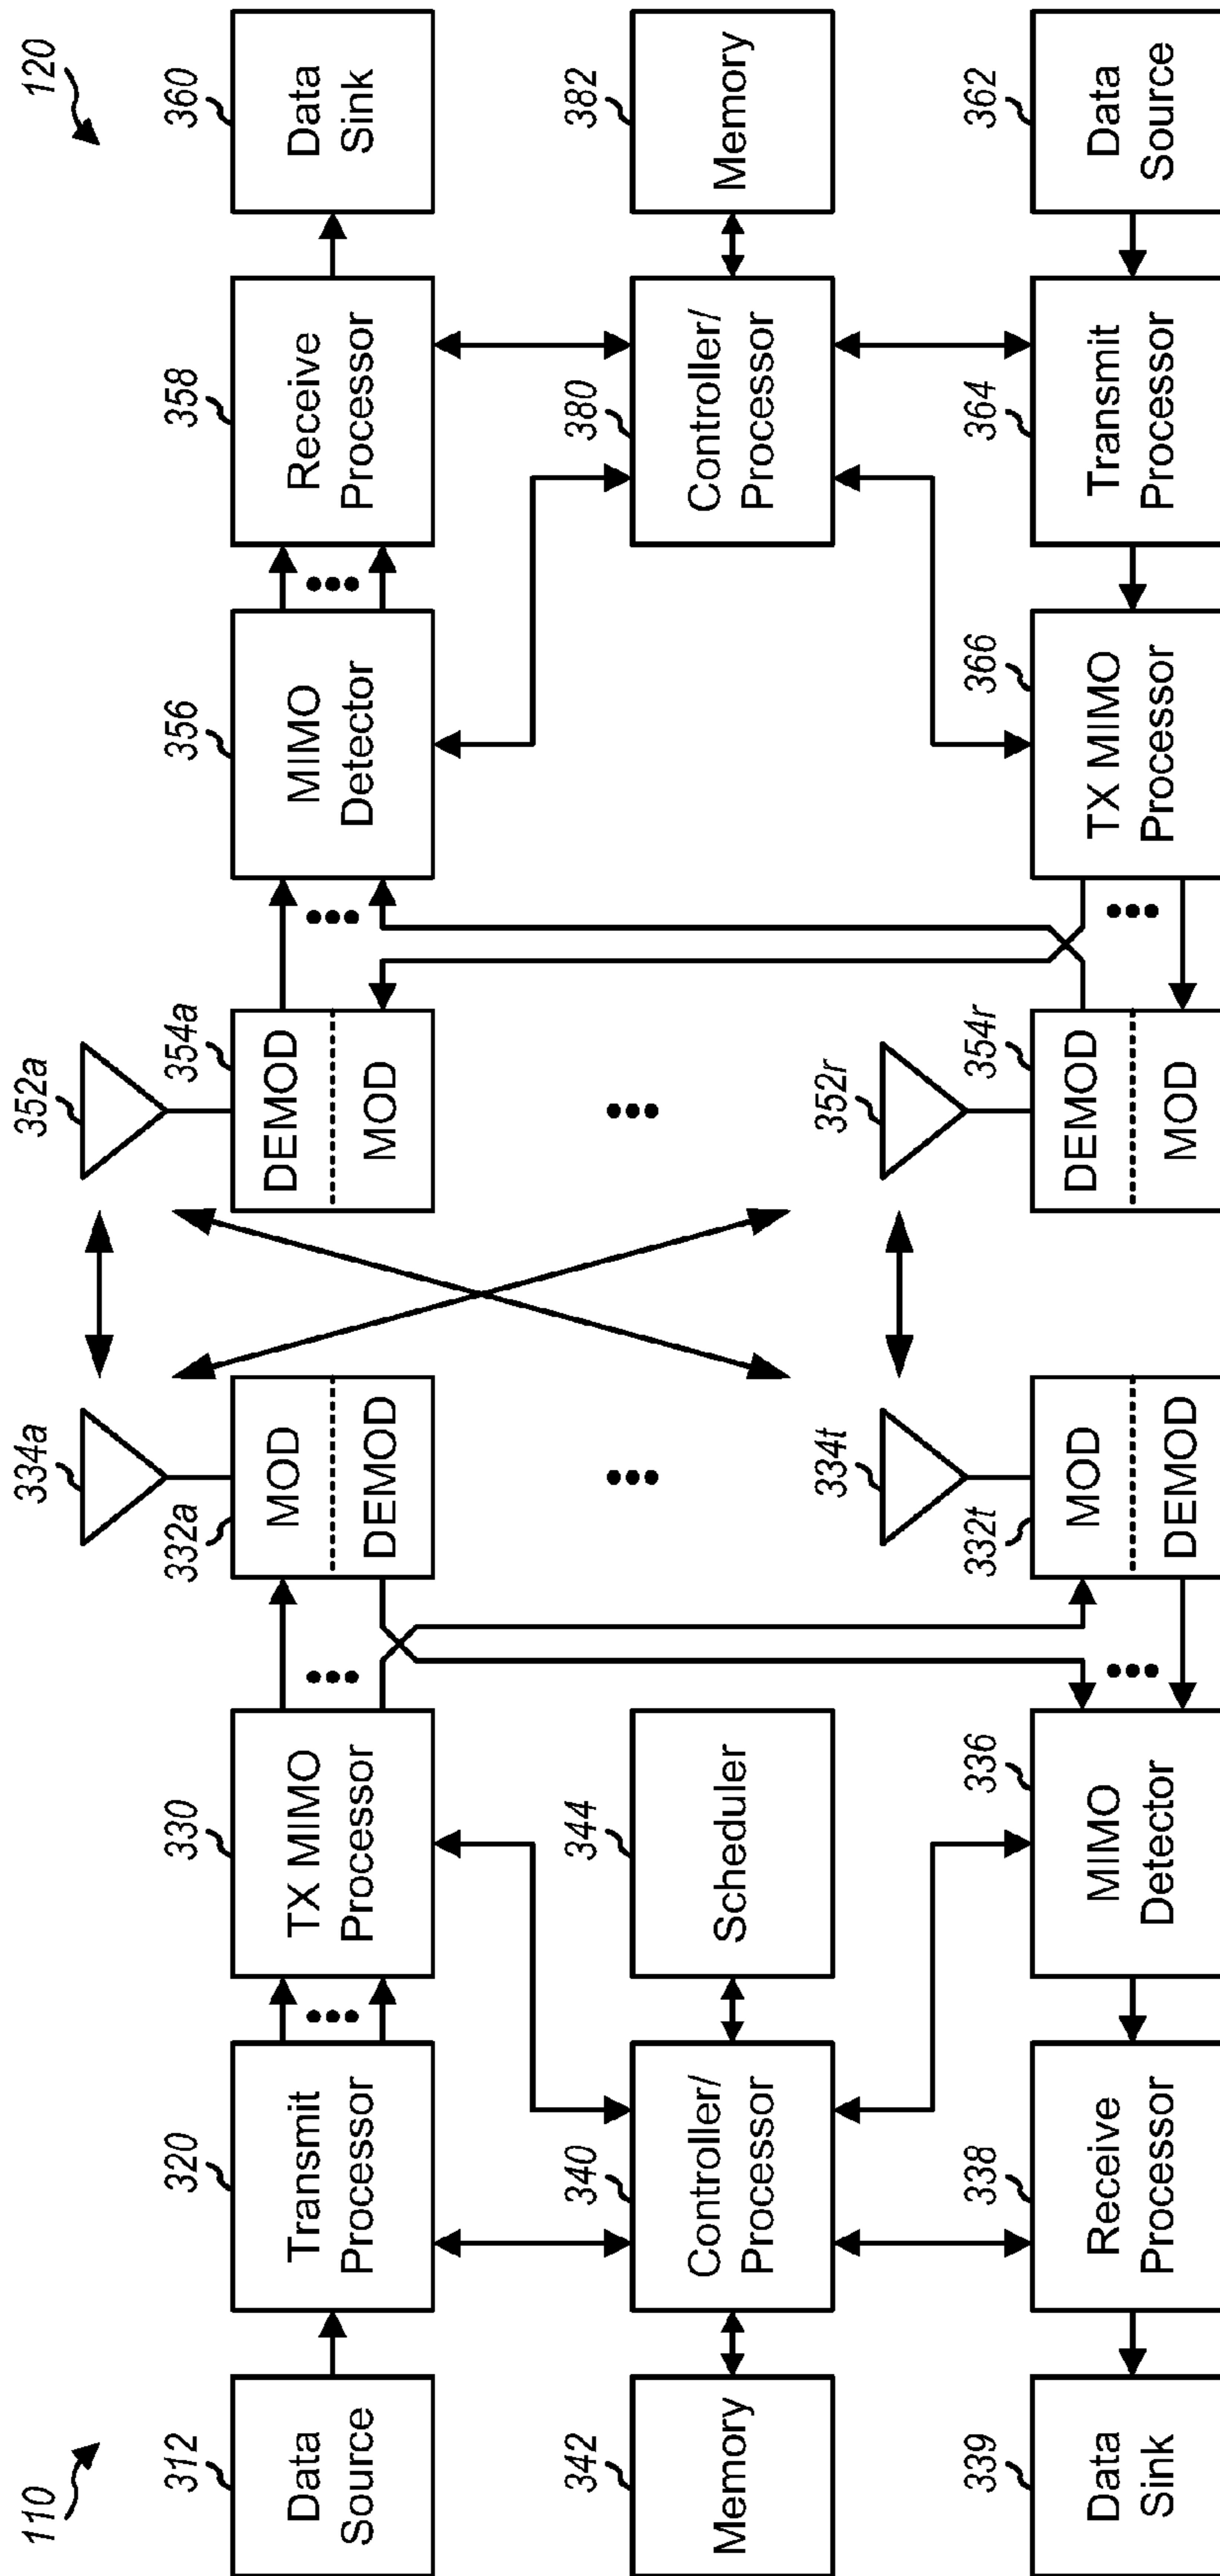 110
120
312
Data
Source
320
Transmit
Processor
330
TX MIMO
Processor
332a
MOD
DEMOD
334a
352a
354a
DEMOD
MOD
356
MIMO
Detector
358
Receive
Processor
360
Data
Sink
342
Memory
340
Controller/
Processor
344
Scheduler
380
Controller/
Processor
382
Memory
339
Data
Sink
338
Receive
Processor
336
MIMO
Detector
332t
MOD
DEMOD
334t
352r
354r
DEMOD
MOD
366
TX MIMO
Processor
364
Transmit
Processor
362
Data
Source